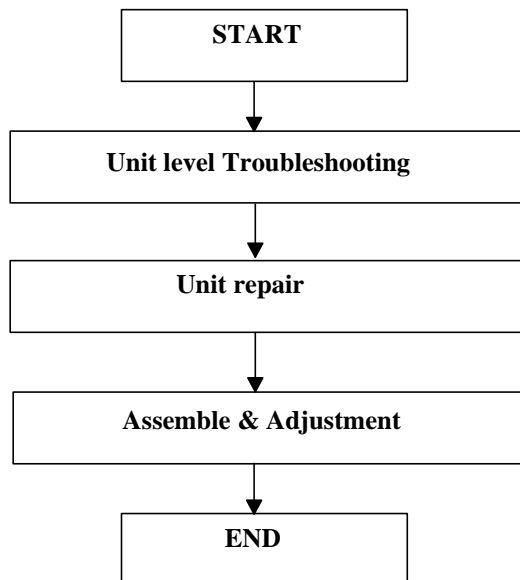 START
Unit level Troubleshooting
Unit repair
Assemble & Adjustment
END